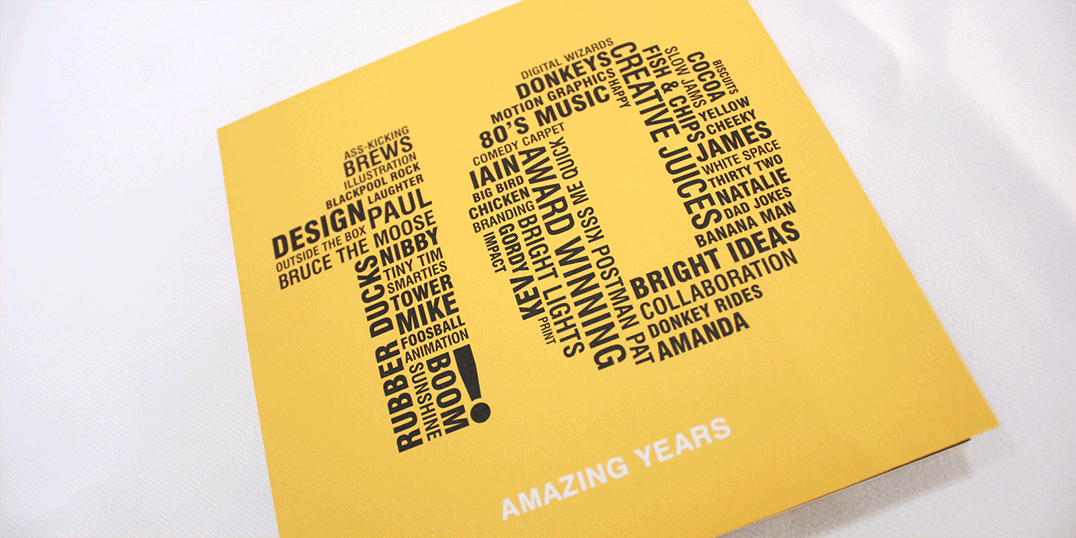 ASS-KICKING
BREWS
ILLUSTRATION
BLACKPOOL ROCK
LAUGHTER
DESIGN
PAUL
OUTSIDE THE BOX
BRUCE THE MOOSE
RUBBER DUCKS
NIBBY
TINY TIM
SMARTIES
TOWER
MIKE
FOOSBALL
ANIMATION
SUNSHINE
BOOM
!
DIGITAL WIZARDS
DONKEYS
MOTION GRAPHICS
80'S MUSIC
HAPPY
COMEDY CARPET
IAIN
BIG BIRD
CHICKEN
BRANDING
IMPACT
GORDY
KEV
PRINT
BRIGHT LIGHTS
AWARD WINNING
KISS ME QUICK
POSTMAN PAT
CREATIVE JUICES
FISH & CHIPS
SLOW JAMS
COCOA
BISCUITS
YELLOW
CHEEKY
JAMES
WHITE SPACE
THIRTY TWO
NATALIE
DAD JOKES
BANANA MAN
BRIGHT IDEAS
COLLABORATION
DONKEY RIDES
AMANDA
AMAZING YEARS